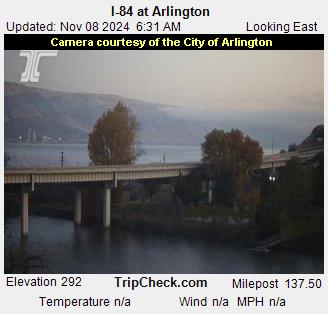 I-84 at Arlington
Updated: Nov 08 2024 6:31 AM Looking East
Camera courtesy of the City of Arlington
Elevation 292 TripCheck.com Milepost 137.50
Temperature n/a Wind n/a MPH n/a